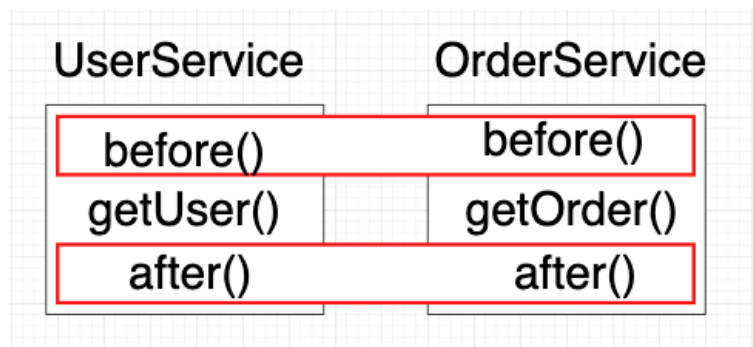 UserService OrderService
before() before()
getUser() getOrder()
after() after()